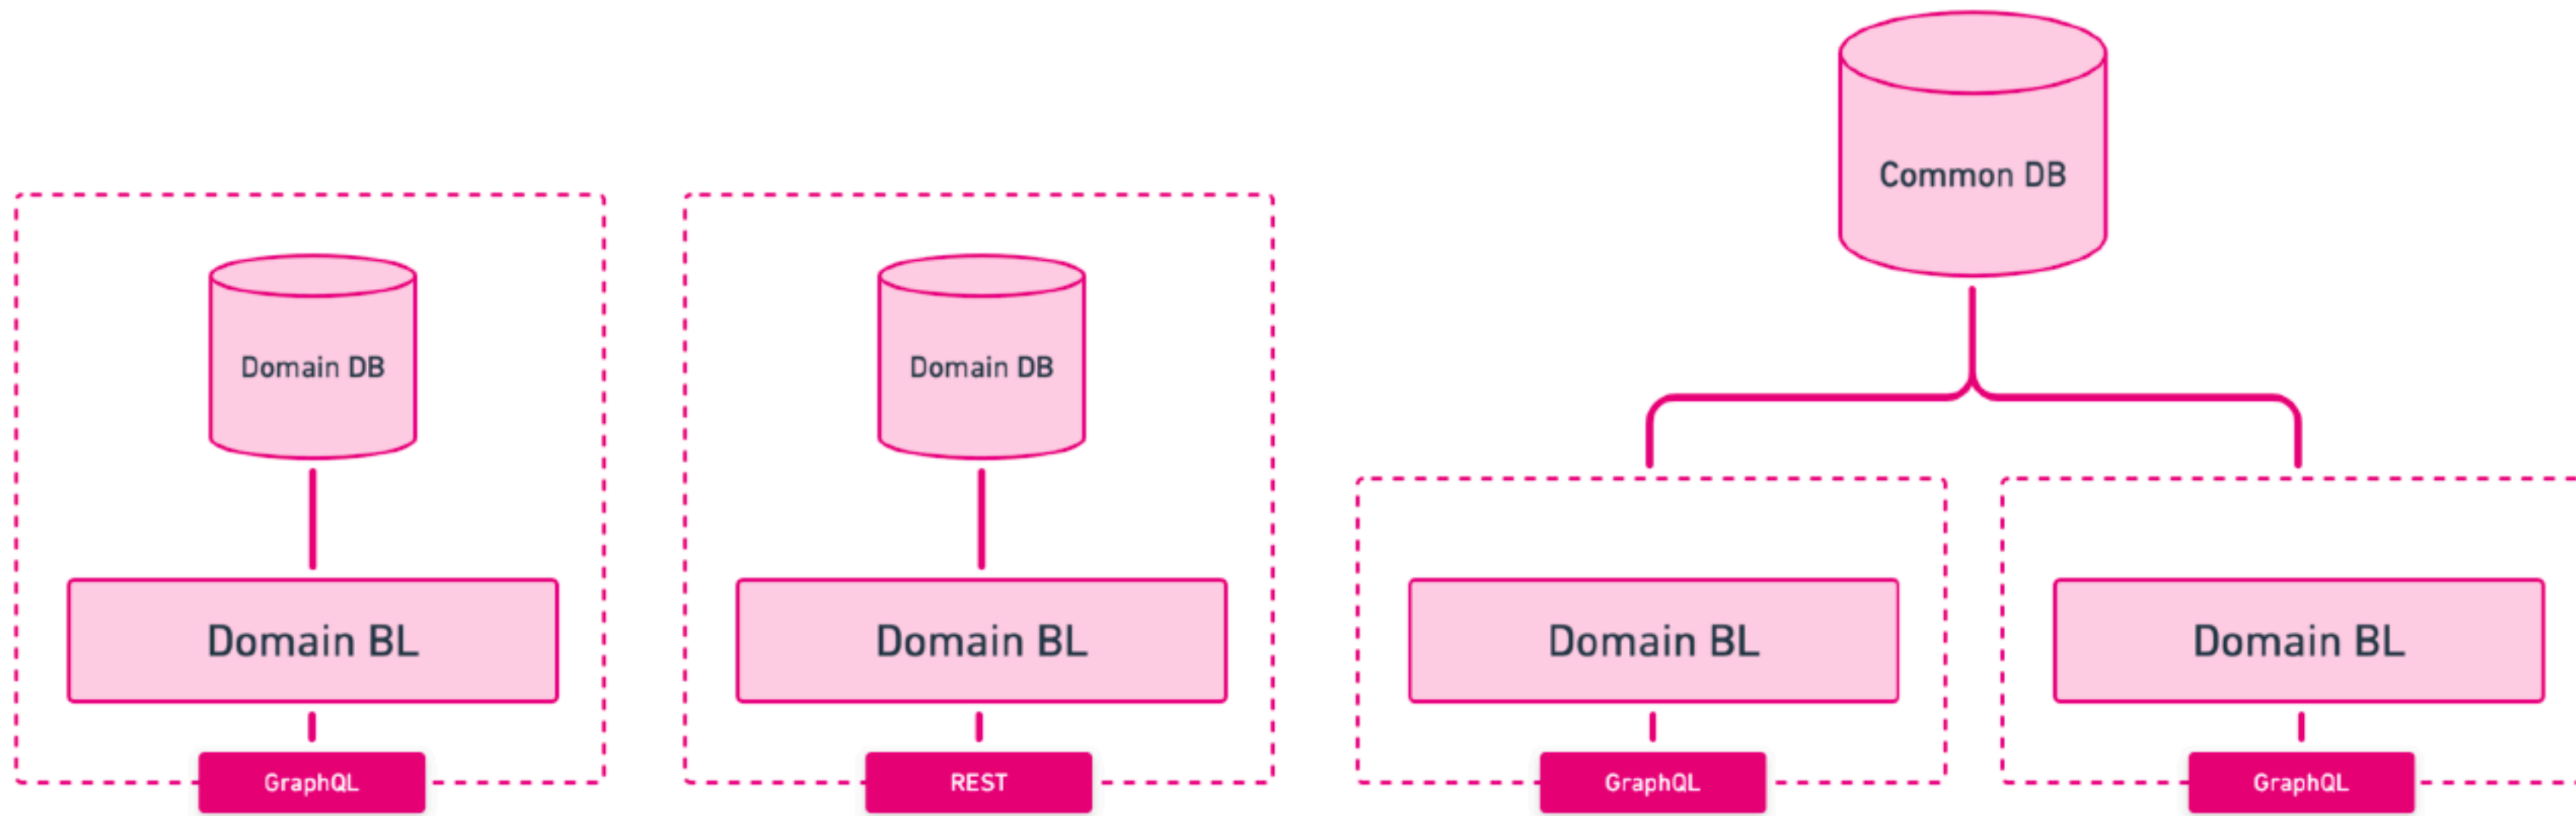 Common DB
Domain DB
Domain DB
Domain BL
Domain BL
Domain BL
Domain BL
GraphQL
REST
GraphQL
GraphQL